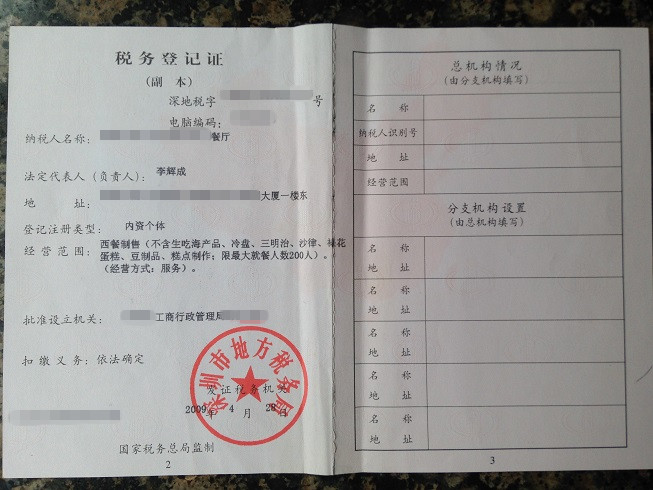 税务登记证
(副 本)
深地税字 号
电脑编码:
纳税人名称: 餐厅
法定代表人(负责人): 李辉成
地 址: 大厦一楼东
登记注册类型: 内资个体
经营范围: 西餐制售(不含生吃海产品、冷盘、三明治、沙律、裱花
蛋糕、豆制品、糕点制作;限最大就餐人数200人)。
(经营方式:服务)。
批准设立机关: 工商行政管理局
扣缴义务: 依法确定
深圳市地方税务局
发证税务机关
2009年 4 月 28日
国家税务总局监制
2
总机构情况
(由分支机构填写)
名 称
纳税人识别号
地 址
经营范围
分支机构设置
(由总机构填写)
名 称
地 址
名 称
地 址
名 称
地 址
名 称
地 址
名 称
地 址
3